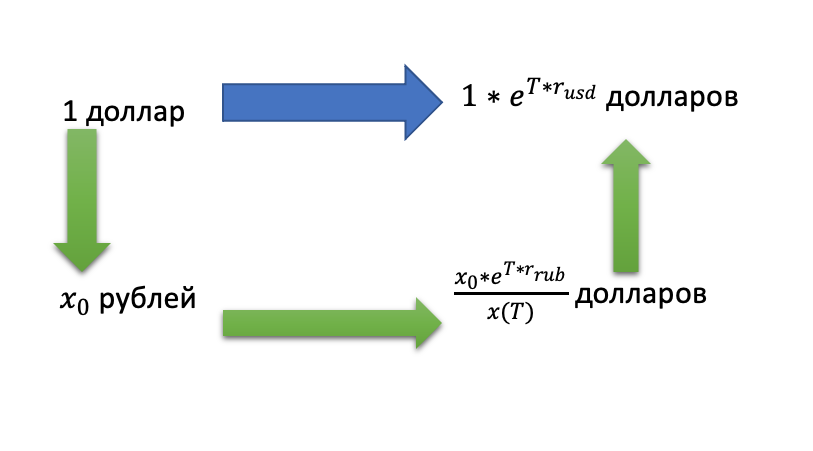 1 доллар
1 ∗ e^{T∗r_{usd}} долларов
x_0 рублей
\frac{x_0∗e^{T∗r_{rub}}}{x(T)} долларов